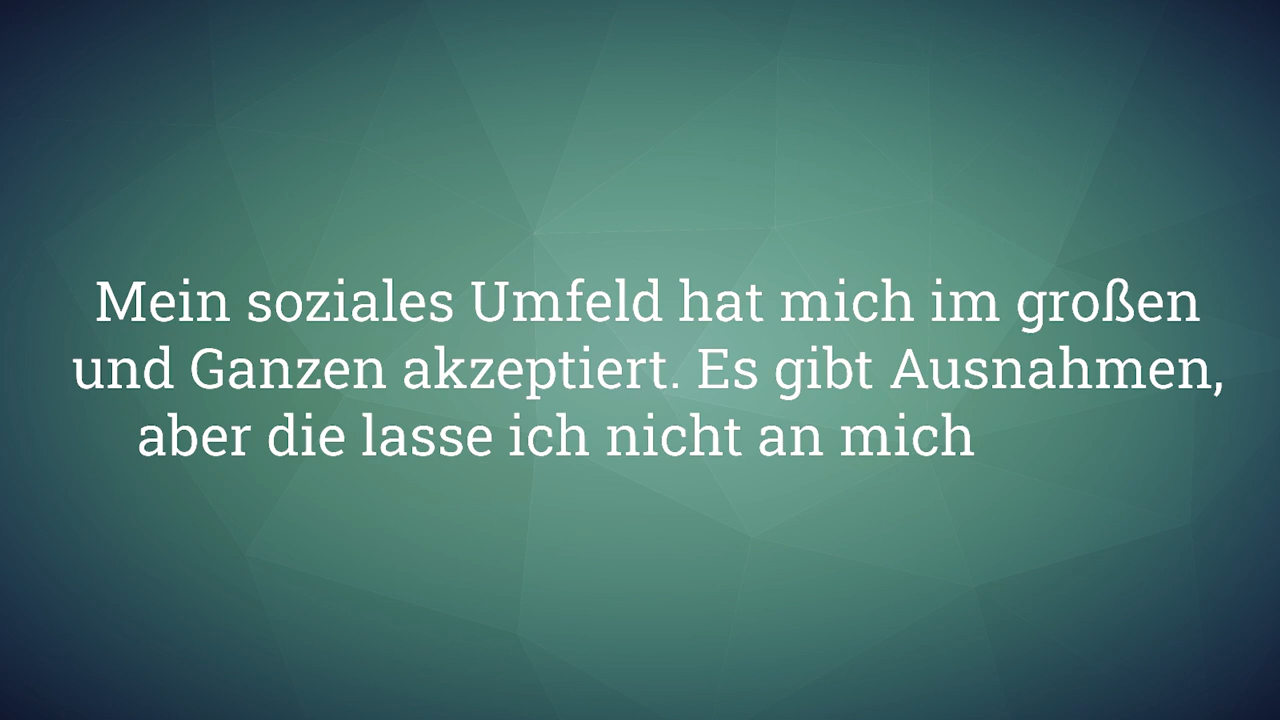 Mein soziales Umfeld hat mich im großen
und Ganzen akzeptiert. Es gibt Ausnahmen,
aber die lasse ich nicht an mich